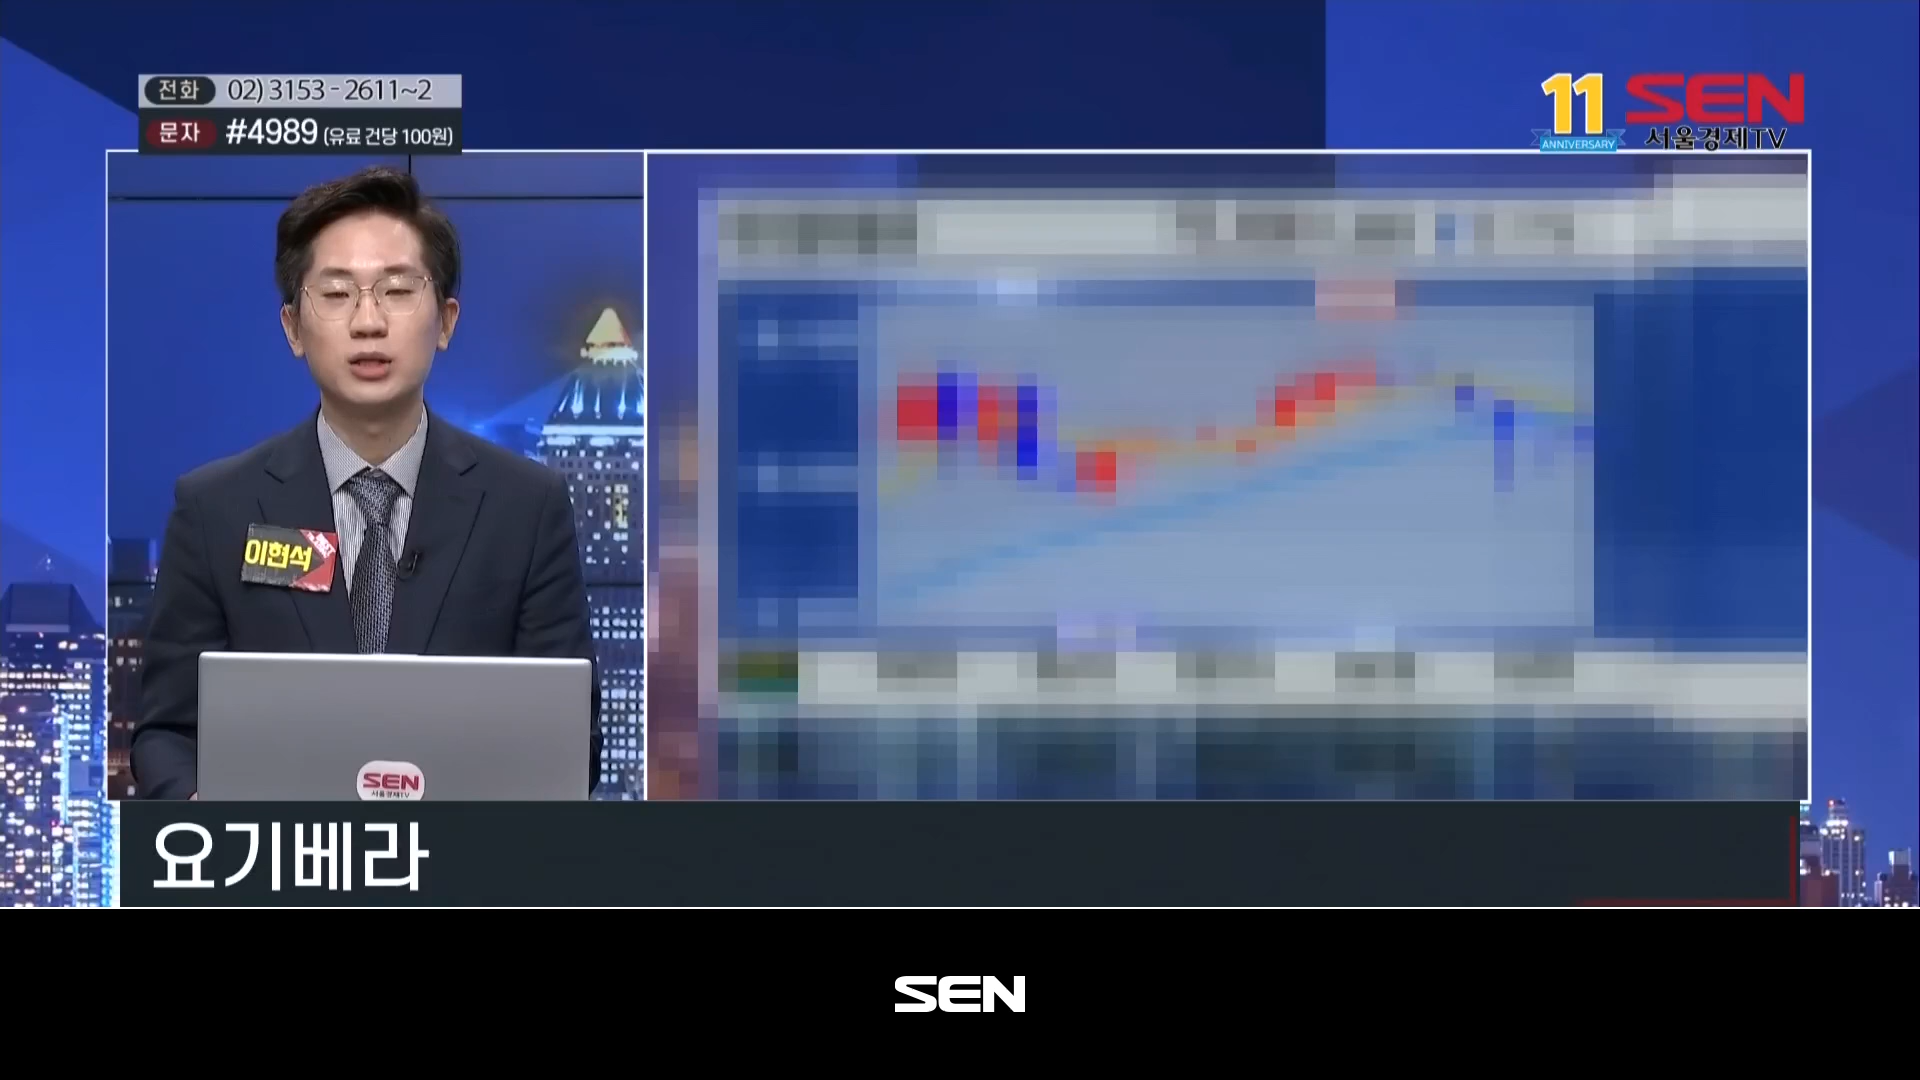 전화 02) 3153 - 2611~2
문자 #4989 (유료 건당 100원)
11 SEN
ANNIVERSARY 서울경제TV
이현석
SEN
서울경제TV
요기베라
SEN